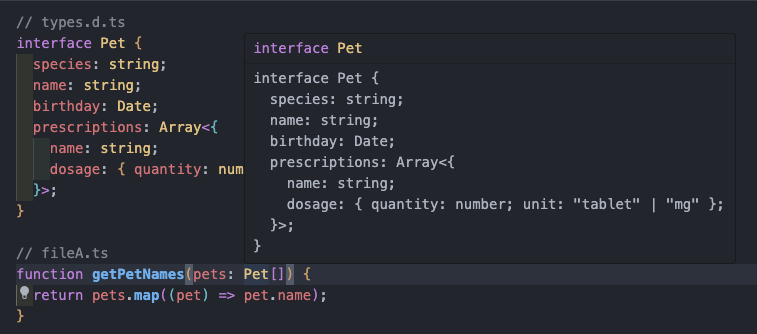 // types.d.ts
interface Pet {
species: string;
name: string;
birthday: Date;
prescriptions: Array<{
name: string;
dosage: { quantity: num
}>;
}
interface Pet
interface Pet {
species: string;
name: string;
birthday: Date;
prescriptions: Array<{
name: string;
dosage: { quantity: number; unit: "tablet" | "mg" };
}>;
}
// fileA.ts
function getPetNames(pets: Pet[]) {
return pets.map((pet) => pet.name);
}